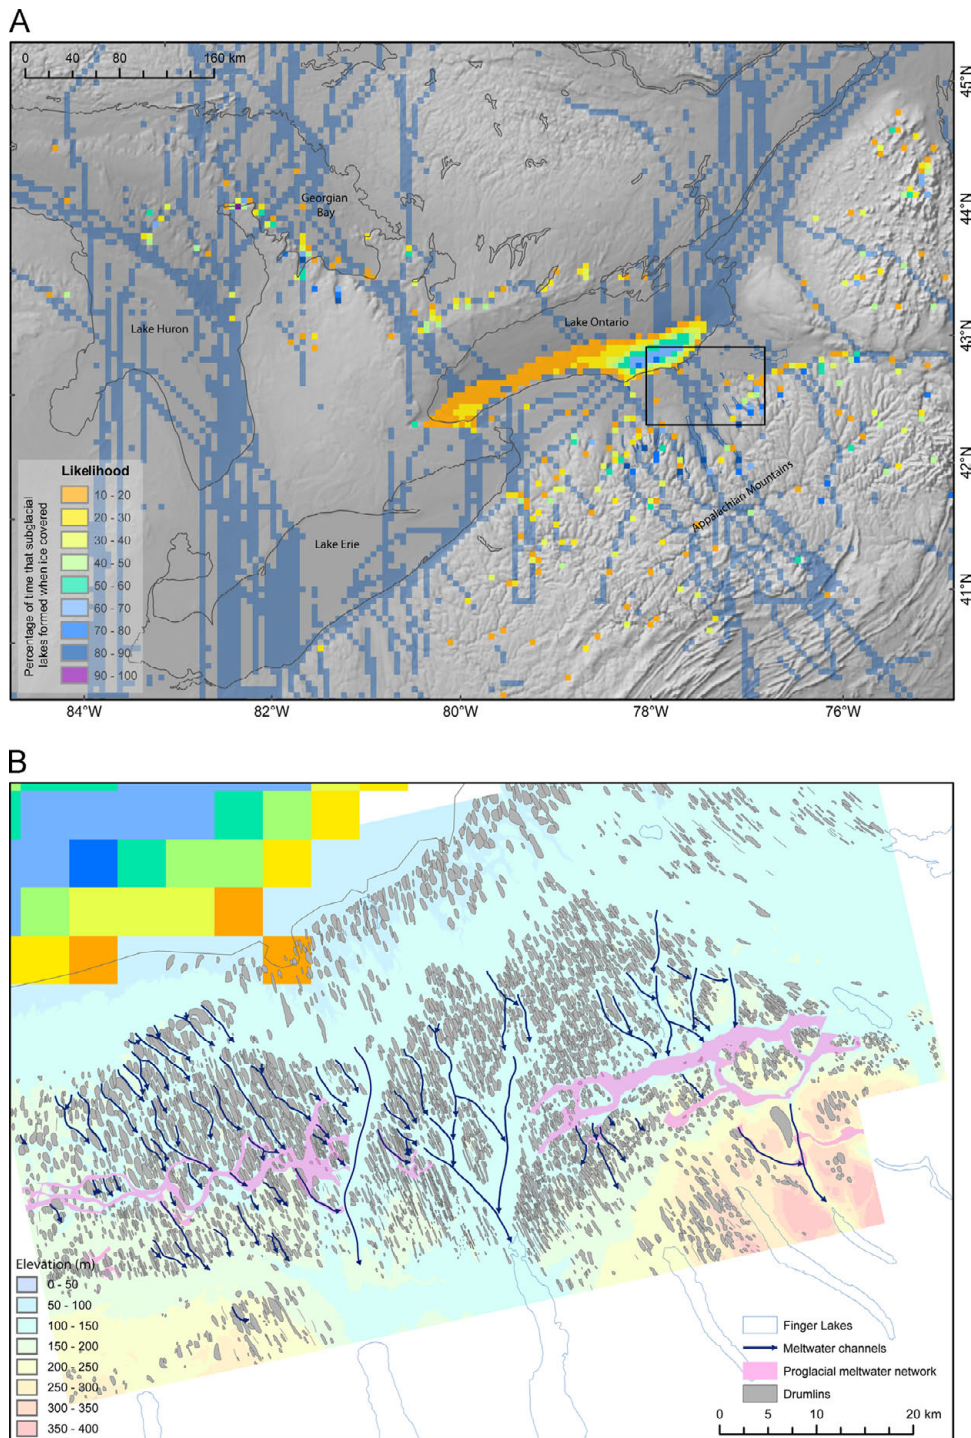 A
0 40 80 160 km
45°N
Georgian
Bay
44°N
Lake Huron
Lake Ontario
43°N
Likelihood
Percentage of time that subglacial
lakes formed when ice covered
10 - 20
20 - 30
30 - 40
40 - 50
50 - 60
60 - 70
70 - 80
80 - 90
90 - 100
42°N
Appalachian Mountains
Lake Erie
41°N
84°W 82°W 80°W 78°W 76°W
B
Elevation (m)
0 - 50
50 - 100
100 - 150
150 - 200
200 - 250
250 - 300
300 - 350
350 - 400
Finger Lakes
Meltwater channels
Proglacial meltwater network
Drumlins
0 5 10 20 km